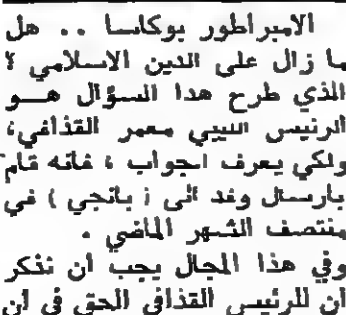 الامبراطور بوكاسا .. هل
ما زال على الدين الاسلامي ؟
الذي طرح هذا السؤال هو
الرئيس الليبي معمر القذافي،
ولكي يعرف الجواب ، فانه قام
بارسال وفد الى ( بانجي ) في
منتصف الشهر الماضي .
وفي هذا المجال يجب ان نذكر
ان للرئيس القذافي الحق في ان